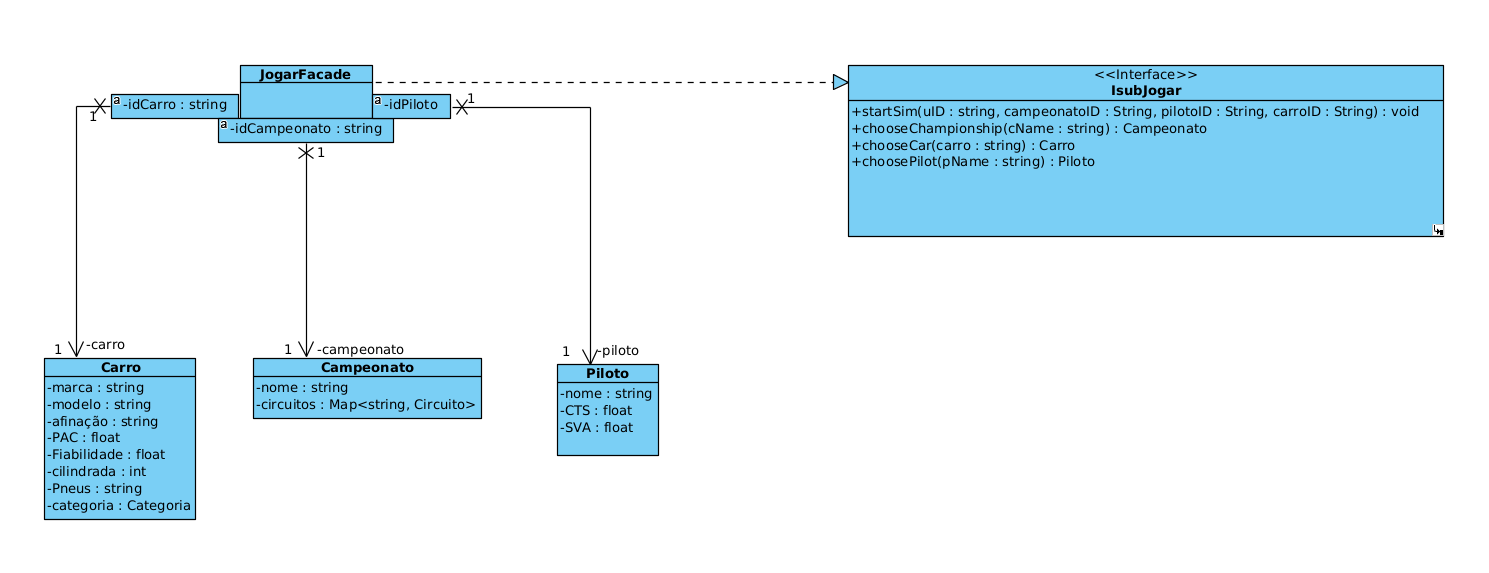 JogarFacade
a -idCarro : string
a -idPiloto
a -idCampeonato : string
1
1
1
<<Interface>>
IsubJogar
+startSim(uID : string, campeonatoID : String, pilotoID : String, carroID : String) : void
+chooseChampionship(cName : string) : Campeonato
+chooseCar(carro : string) : Carro
+choosePilot(pName : string) : Piloto
1 -carro
1 -campeonato
1 -piloto
Carro
-marca : string
-modelo : string
-afinação : string
-PAC : float
-Fiabilidade : float
-cilindrada : int
-Pneus : string
-categoria : Categoria
Campeonato
-nome : string
-circuitos : Map<string, Circuito>
Piloto
-nome : string
-CTS : float
-SVA : float